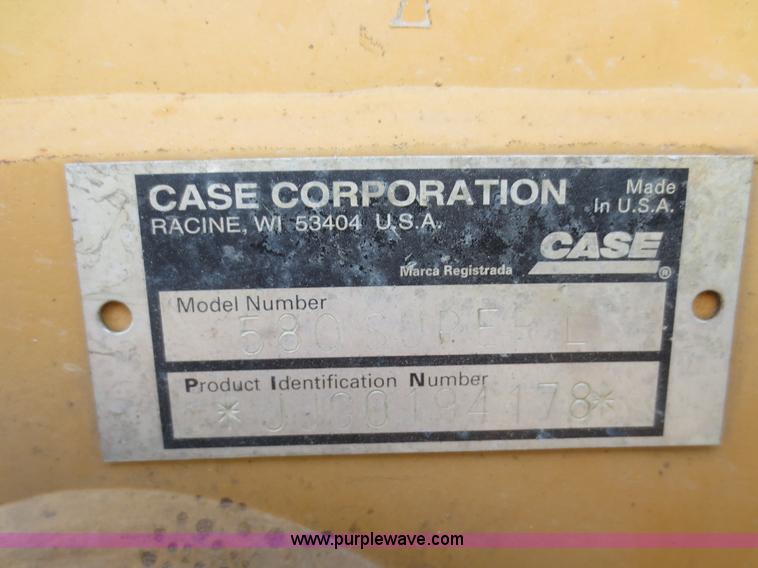 CASE CORPORATION
RACINE, WI 53404 U.S.A.
Made
In U.S.A.
CASE
Marca Registrada
®
Model Number
580 SUPER L
Product Identification Number
*JJG0194178*
www.purplewave.com